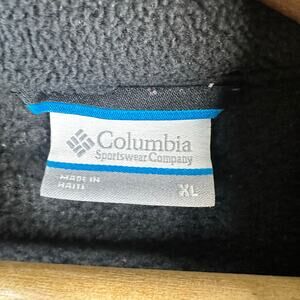 Columbia
Sportswear Company
MADE IN
HAITI
XL